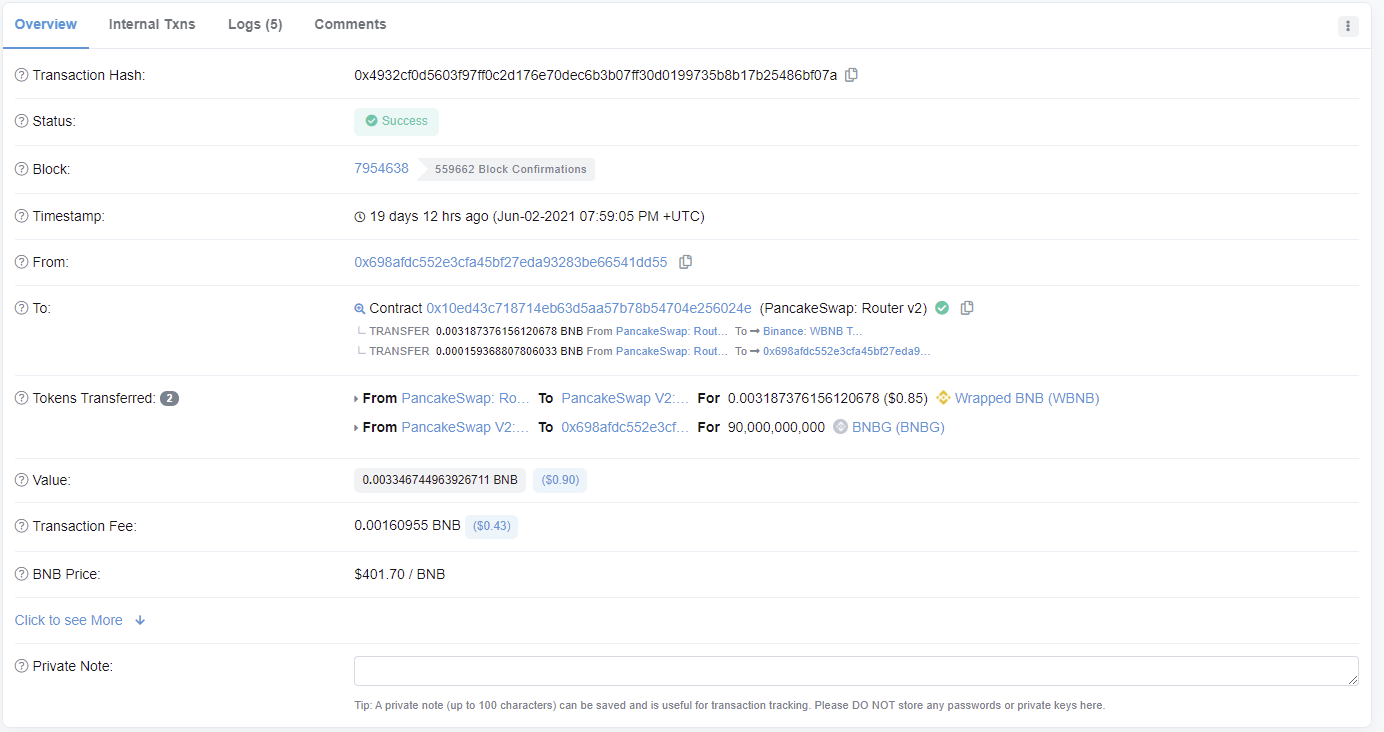 Overview Internal Txns Logs (5) Comments
Transaction Hash: 0x4932cf0d5603f97ff0c2d176e70dec6b3b07ff30d0199735b8b17b25486bf07a
Status: Success
Block: 7954638 559662 Block Confirmations
Timestamp: 19 days 12 hrs ago (Jun-02-2021 07:59:05 PM +UTC)
From: 0x698afdc552e3cfa45bf27eda93283be66541dd55
To: Contract 0x10ed43c718714eb63d5aa57b78b54704e256024e (PancakeSwap: Router v2)
TRANSFER 0.003187376156120678 BNB From PancakeSwap: Rout... To → Binance: WBNB T...
TRANSFER 0.000159368807806033 BNB From PancakeSwap: Rout... To → 0x698afdc552e3cfa45bf27eda9...
Tokens Transferred: 2 From PancakeSwap: Ro... To PancakeSwap V2:... For 0.003187376156120678 ($0.85) Wrapped BNB (WBNB)
From PancakeSwap V2:... To 0x698afdc552e3cf... For 90,000,000,000 BNBG (BNBG)
Value: 0.003346744963926711 BNB ($0.90)
Transaction Fee: 0.00160955 BNB ($0.43)
BNB Price: $401.70 / BNB
Click to see More
Private Note:
Tip: A private note (up to 100 characters) can be saved and is useful for transaction tracking. Please DO NOT store any passwords or private keys here.